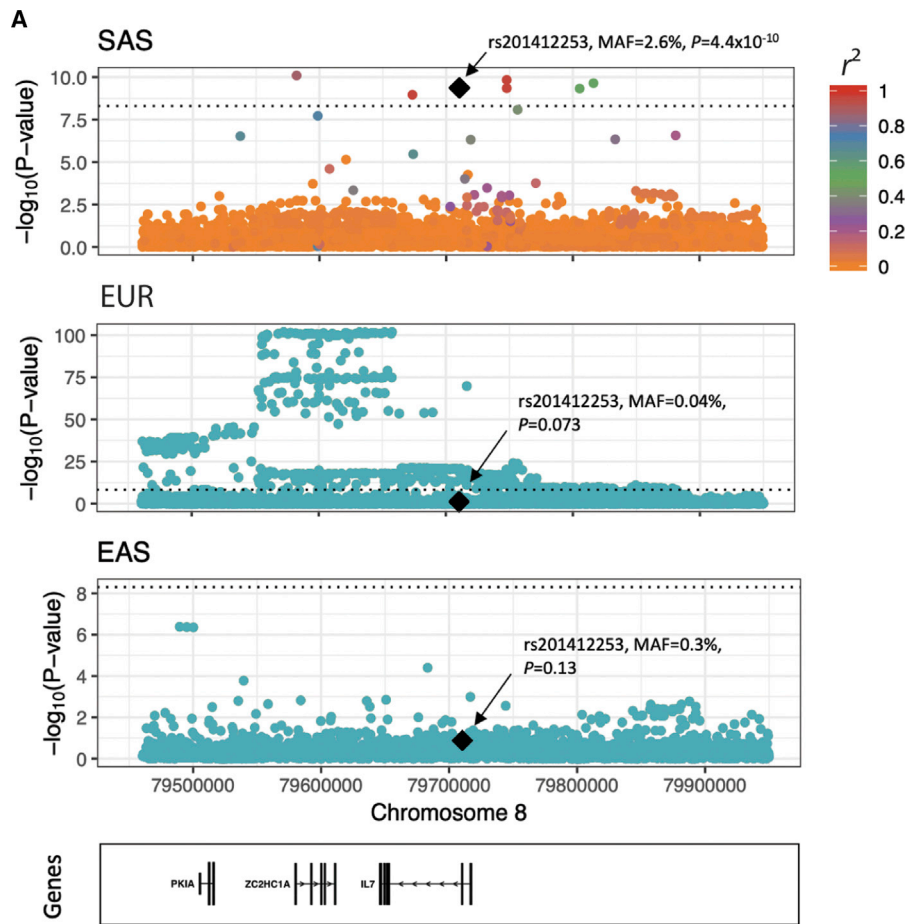 A
SAS
rs201412253, MAF=2.6%, P=4.4x10⁻¹⁰
r²
10.0
7.5
5.0
2.5
0.0
−log₁₀(P−value)
1
0.8
0.6
0.4
0.2
0
EUR
100
75
50
25
0
−log₁₀(P−value)
rs201412253, MAF=0.04%,
P=0.073
EAS
8
6
4
2
0
−log₁₀(P−value)
rs201412253, MAF=0.3%,
P=0.13
79500000 79600000 79700000 79800000 79900000
Chromosome 8
Genes
PKIA ZC2HC1A IL7